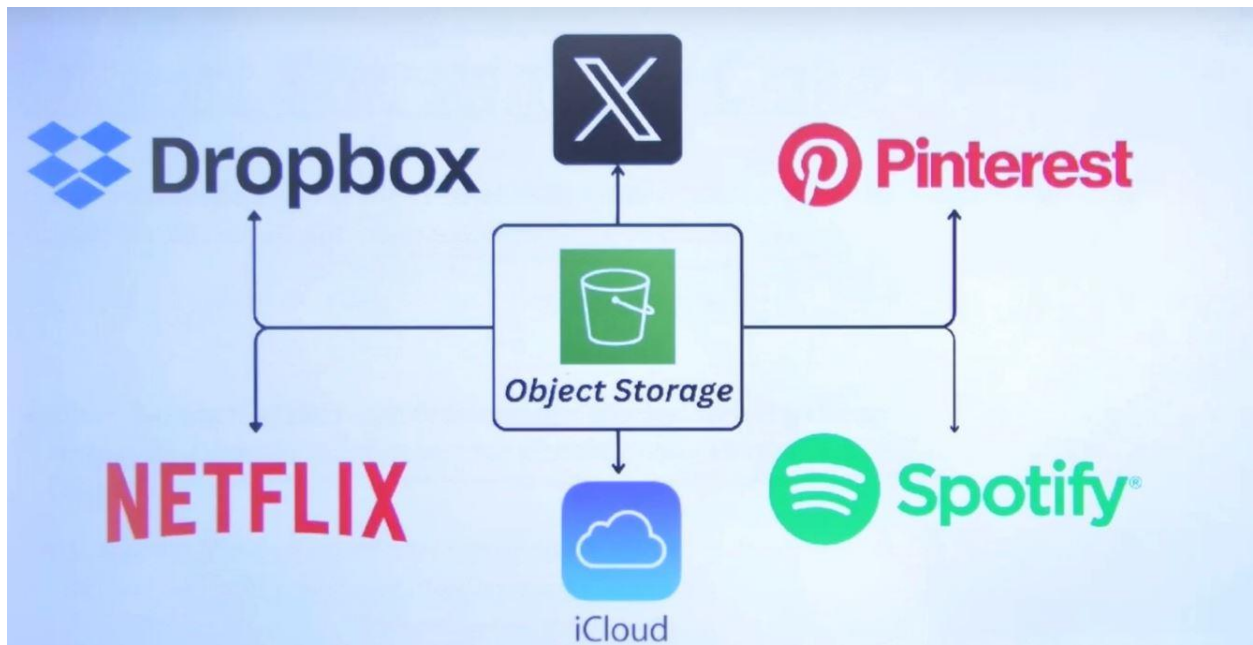 X
Dropbox
Pinterest
Object Storage
NETFLIX
Spotify®
iCloud